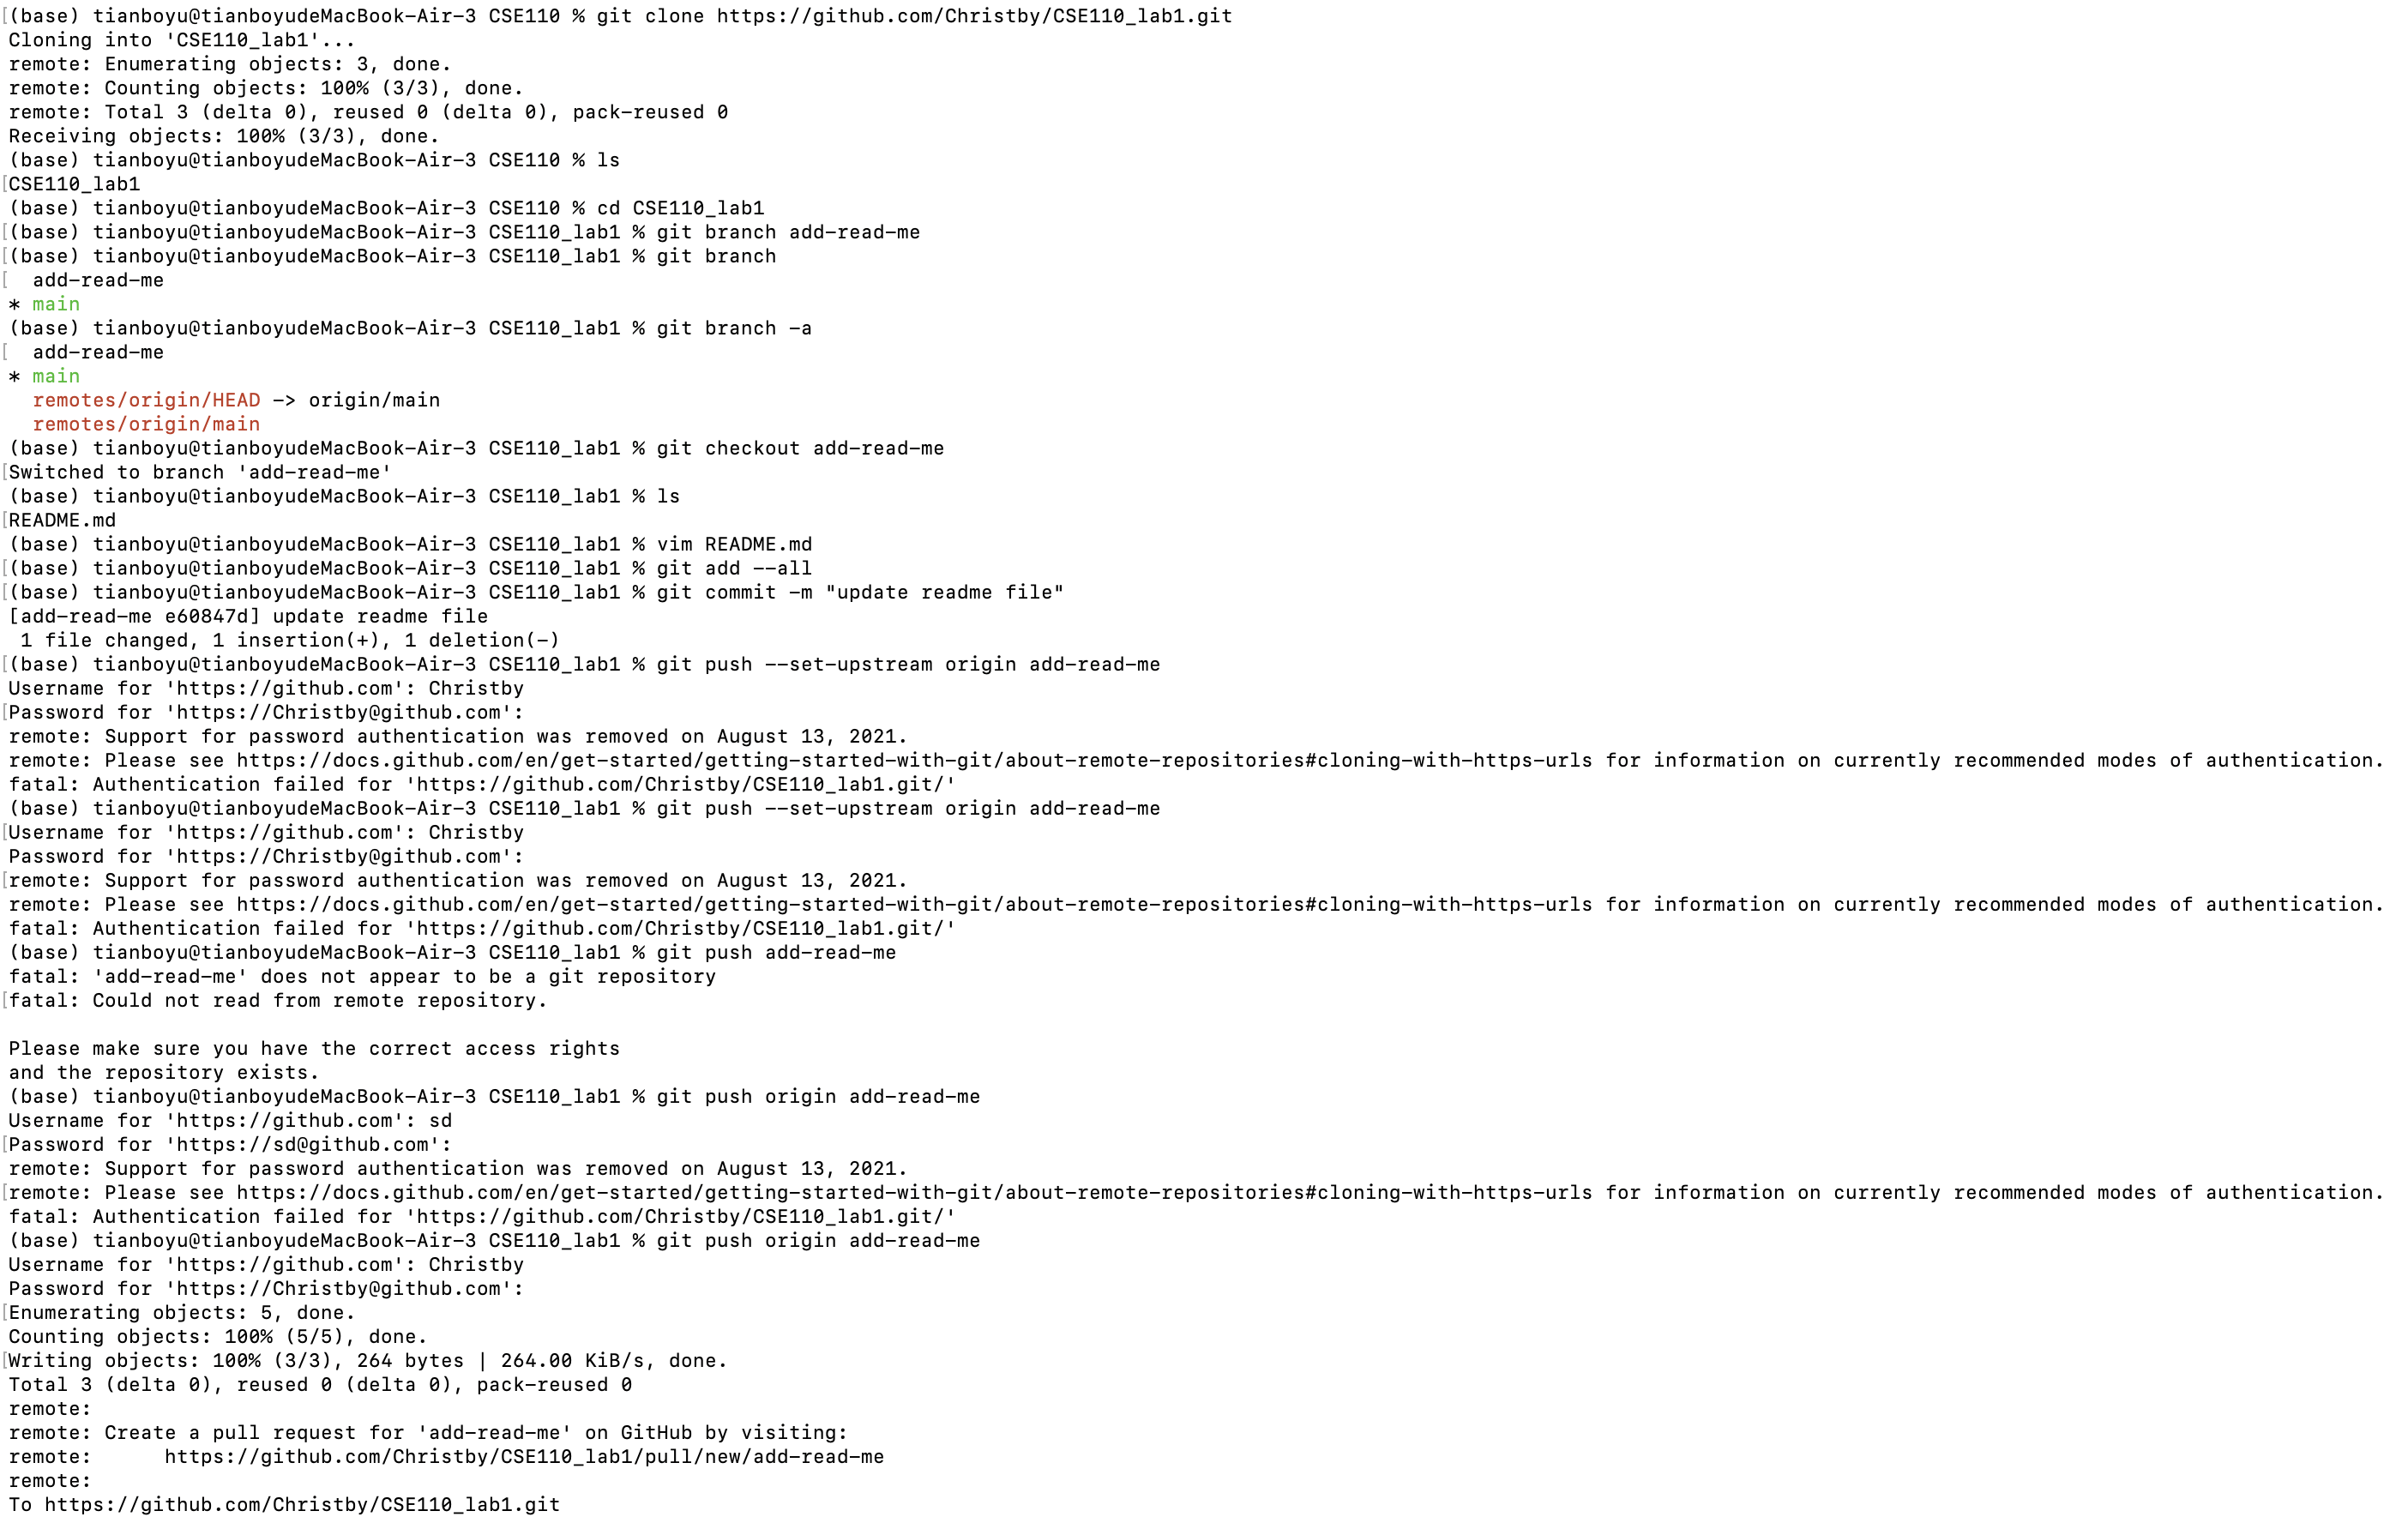 (base) tianboyu@tianboyudeMacBook-Air-3 CSE110 % git clone https://github.com/Christby/CSE110_lab1.git
Cloning into 'CSE110_lab1'...
remote: Enumerating objects: 3, done.
remote: Counting objects: 100% (3/3), done.
remote: Total 3 (delta 0), reused 0 (delta 0), pack-reused 0
Receiving objects: 100% (3/3), done.
(base) tianboyu@tianboyudeMacBook-Air-3 CSE110 % ls
CSE110_lab1
(base) tianboyu@tianboyudeMacBook-Air-3 CSE110 % cd CSE110_lab1
(base) tianboyu@tianboyudeMacBook-Air-3 CSE110_lab1 % git branch add-read-me
(base) tianboyu@tianboyudeMacBook-Air-3 CSE110_lab1 % git branch
  add-read-me
* main
(base) tianboyu@tianboyudeMacBook-Air-3 CSE110_lab1 % git branch -a
  add-read-me
* main
  remotes/origin/HEAD -> origin/main
  remotes/origin/main
(base) tianboyu@tianboyudeMacBook-Air-3 CSE110_lab1 % git checkout add-read-me
Switched to branch 'add-read-me'
(base) tianboyu@tianboyudeMacBook-Air-3 CSE110_lab1 % ls
README.md
(base) tianboyu@tianboyudeMacBook-Air-3 CSE110_lab1 % vim README.md
(base) tianboyu@tianboyudeMacBook-Air-3 CSE110_lab1 % git add --all
(base) tianboyu@tianboyudeMacBook-Air-3 CSE110_lab1 % git commit -m "update readme file"
[add-read-me e60847d] update readme file
 1 file changed, 1 insertion(+), 1 deletion(-)
(base) tianboyu@tianboyudeMacBook-Air-3 CSE110_lab1 % git push --set-upstream origin add-read-me
Username for 'https://github.com': Christby
Password for 'https://Christby@github.com':
remote: Support for password authentication was removed on August 13, 2021.
remote: Please see https://docs.github.com/en/get-started/getting-started-with-git/about-remote-repositories#cloning-with-https-urls for information on currently recommended modes of authentication.
fatal: Authentication failed for 'https://github.com/Christby/CSE110_lab1.git/'
(base) tianboyu@tianboyudeMacBook-Air-3 CSE110_lab1 % git push --set-upstream origin add-read-me
Username for 'https://github.com': Christby
Password for 'https://Christby@github.com':
remote: Support for password authentication was removed on August 13, 2021.
remote: Please see https://docs.github.com/en/get-started/getting-started-with-git/about-remote-repositories#cloning-with-https-urls for information on currently recommended modes of authentication.
fatal: Authentication failed for 'https://github.com/Christby/CSE110_lab1.git/'
(base) tianboyu@tianboyudeMacBook-Air-3 CSE110_lab1 % git push add-read-me
fatal: 'add-read-me' does not appear to be a git repository
fatal: Could not read from remote repository.

Please make sure you have the correct access rights
and the repository exists.
(base) tianboyu@tianboyudeMacBook-Air-3 CSE110_lab1 % git push origin add-read-me
Username for 'https://github.com': sd
Password for 'https://sd@github.com':
remote: Support for password authentication was removed on August 13, 2021.
remote: Please see https://docs.github.com/en/get-started/getting-started-with-git/about-remote-repositories#cloning-with-https-urls for information on currently recommended modes of authentication.
fatal: Authentication failed for 'https://github.com/Christby/CSE110_lab1.git/'
(base) tianboyu@tianboyudeMacBook-Air-3 CSE110_lab1 % git push origin add-read-me
Username for 'https://github.com': Christby
Password for 'https://Christby@github.com':
Enumerating objects: 5, done.
Counting objects: 100% (5/5), done.
Writing objects: 100% (3/3), 264 bytes | 264.00 KiB/s, done.
Total 3 (delta 0), reused 0 (delta 0), pack-reused 0
remote:
remote: Create a pull request for 'add-read-me' on GitHub by visiting:
remote:      https://github.com/Christby/CSE110_lab1/pull/new/add-read-me
remote:
To https://github.com/Christby/CSE110_lab1.git